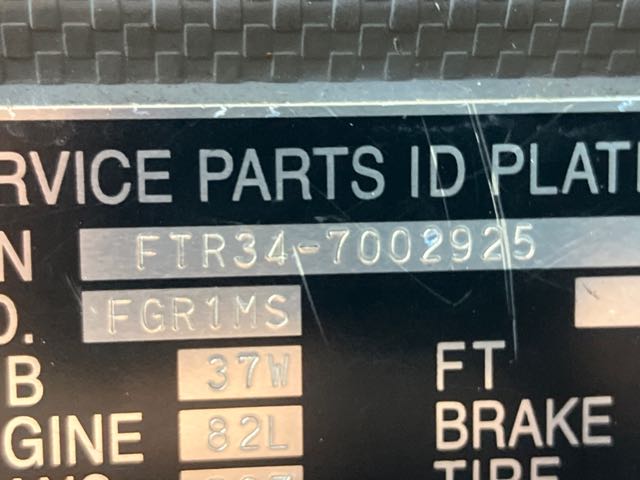 RVICE PARTS ID PLAT
N FTR34-7002925
O. FGR1MS
B 37W FT
GINE 82L BRAKE
TIRE